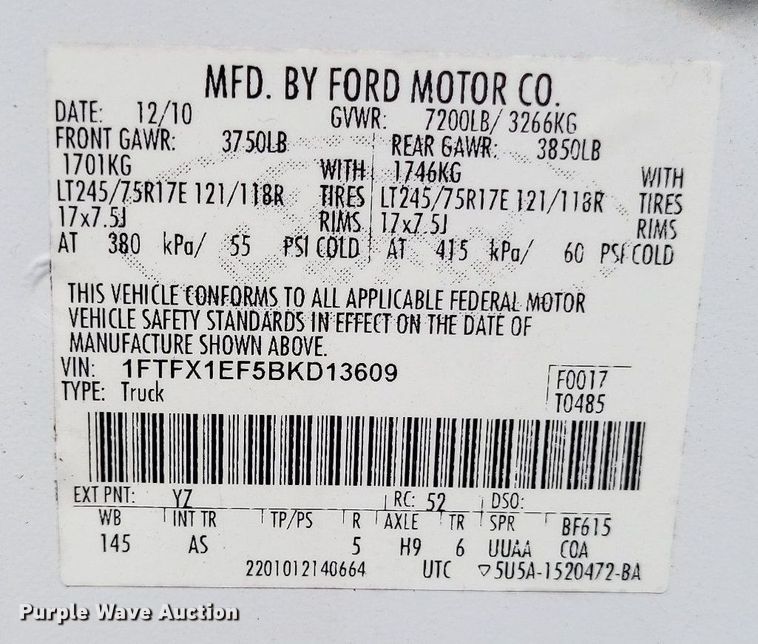 MFD. BY FORD MOTOR CO.
DATE: 12/10 GVWR: 7200LB/ 3266KG
FRONT GAWR: 3750LB REAR GAWR: 3850LB
1701KG WITH 1746KG WITH
LT245/75R17E 121/118R TIRES LT245/75R17E 121/118R TIRES
17x7.5J RIMS 17x7.5J RIMS
AT 380 kPa/ 55 PSI COLD AT 415 kPa/ 60 PSI COLD
THIS VEHICLE CONFORMS TO ALL APPLICABLE FEDERAL MOTOR
VEHICLE SAFETY STANDARDS IN EFFECT ON THE DATE OF
MANUFACTURE SHOWN ABOVE.
VIN: 1FTFX1EF5BKD13609
TYPE: Truck
F0017
T0485
EXT PNT: YZ RC: 52 DSO:
WB INT TR TP/PS R AXLE TR SPR BF615
145 AS 5 H9 6 UUAA COA
2201012140664 UTC ▽5U5A-1520472-BA
Purple Wave Auction